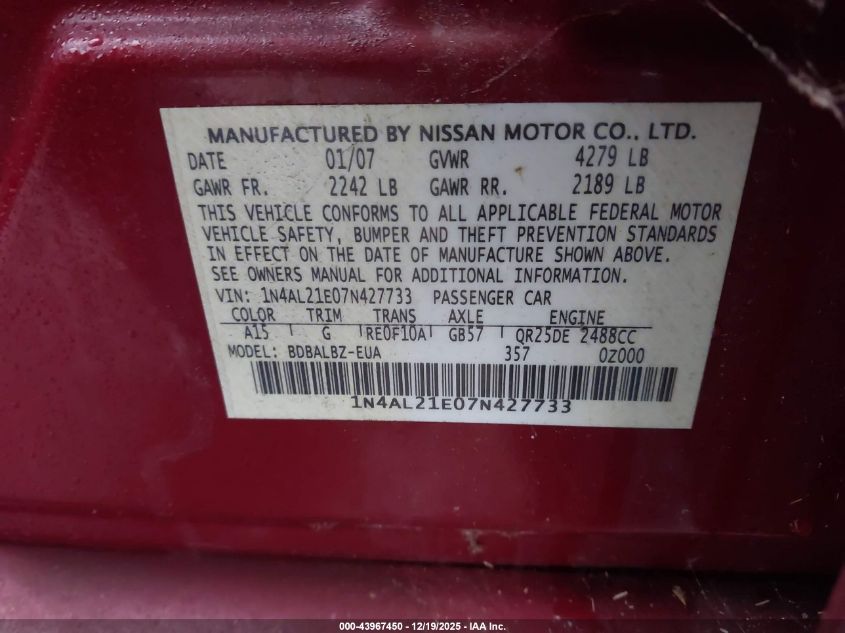 MANUFACTURED BY NISSAN MOTOR CO., LTD.
DATE 01/07 GVWR 4279 LB
GAWR FR. 2242 LB GAWR RR. 2189 LB
THIS VEHICLE CONFORMS TO ALL APPLICABLE FEDERAL MOTOR
VEHICLE SAFETY, BUMPER AND THEFT PREVENTION STANDARDS
IN EFFECT ON THE DATE OF MANUFACTURE SHOWN ABOVE.
SEE OWNERS MANUAL FOR ADDITIONAL INFORMATION.
VIN: 1N4AL21E07N427733 PASSENGER CAR
COLOR TRIM TRANS AXLE ENGINE
A15 G RE0F10A GB57 QR25DE 2488CC
MODEL: BDBALBZ-EUA 357 0Z000
1N4AL21E07N427733
000-43967450 - 12/19/2025 - IAA Inc.